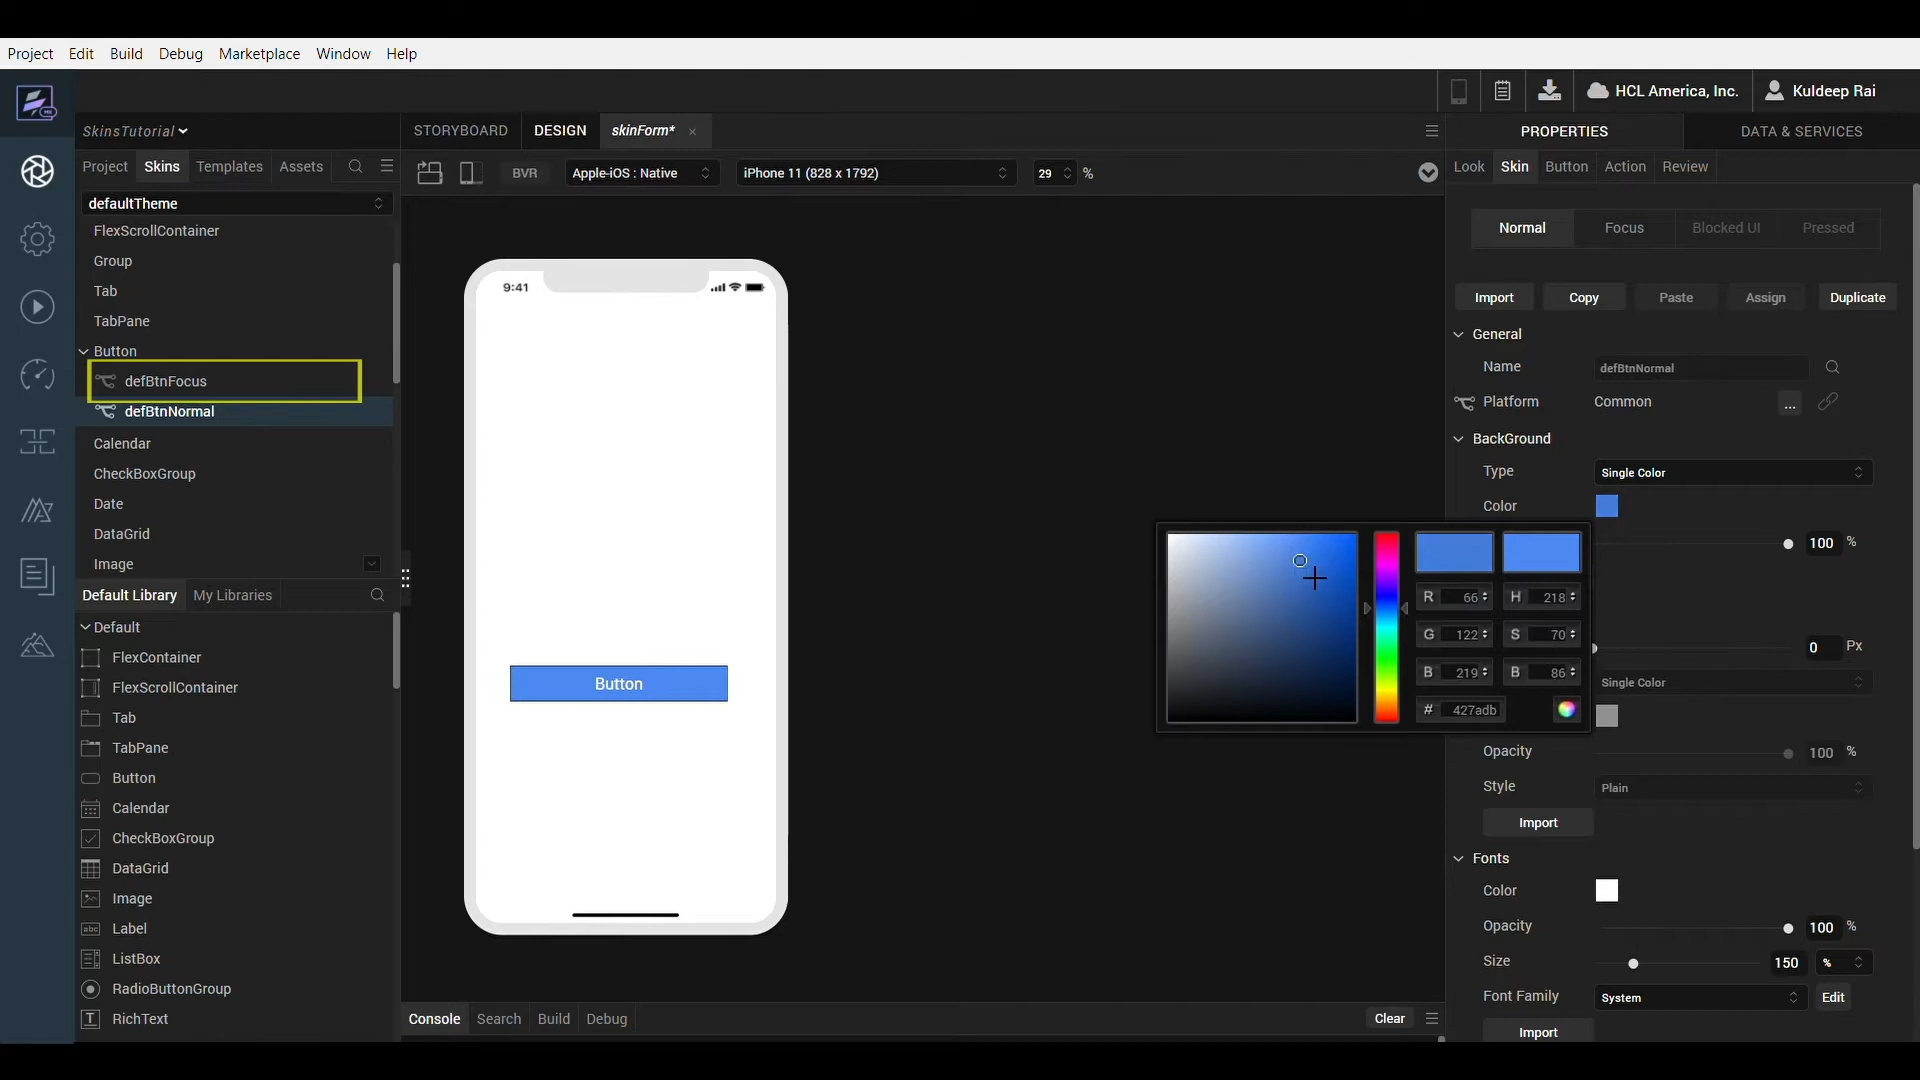 Project Edit Build Debug Marketplace Window Help
HCL America, Inc. Kuldeep Rai
SkinsTutorial
STORYBOARD DESIGN skinForm*
PROPERTIES DATA & SERVICES
Project Skins Templates Assets
BVR Apple-iOS : Native iPhone 11 (828 x 1792) 29 %
Look Skin Button Action Review
defaultTheme
FlexScrollContainer
Group
Tab
TabPane
Button
defBtnFocus
defBtnNormal
Calendar
CheckBoxGroup
Date
DataGrid
Image
Default Library My Libraries
Default
FlexContainer
FlexScrollContainer
Tab
TabPane
Button
Calendar
CheckBoxGroup
DataGrid
Image
Label
ListBox
RadioButtonGroup
RichText
9:41
Button
Console Search Build Debug Clear
Normal Focus Blocked UI Pressed
Import Copy Paste Assign Duplicate
General
Name defBtnNormal
Platform Common ...
BackGround
Type Single Color
Color
100 %
R 66 H 218
G 122 S 70
B 219 B 86
# 427adb
0 Px
Single Color
Opacity 100 %
Style Plain
Import
Fonts
Color
Opacity 100 %
Size 150 %
Font Family System Edit
Import